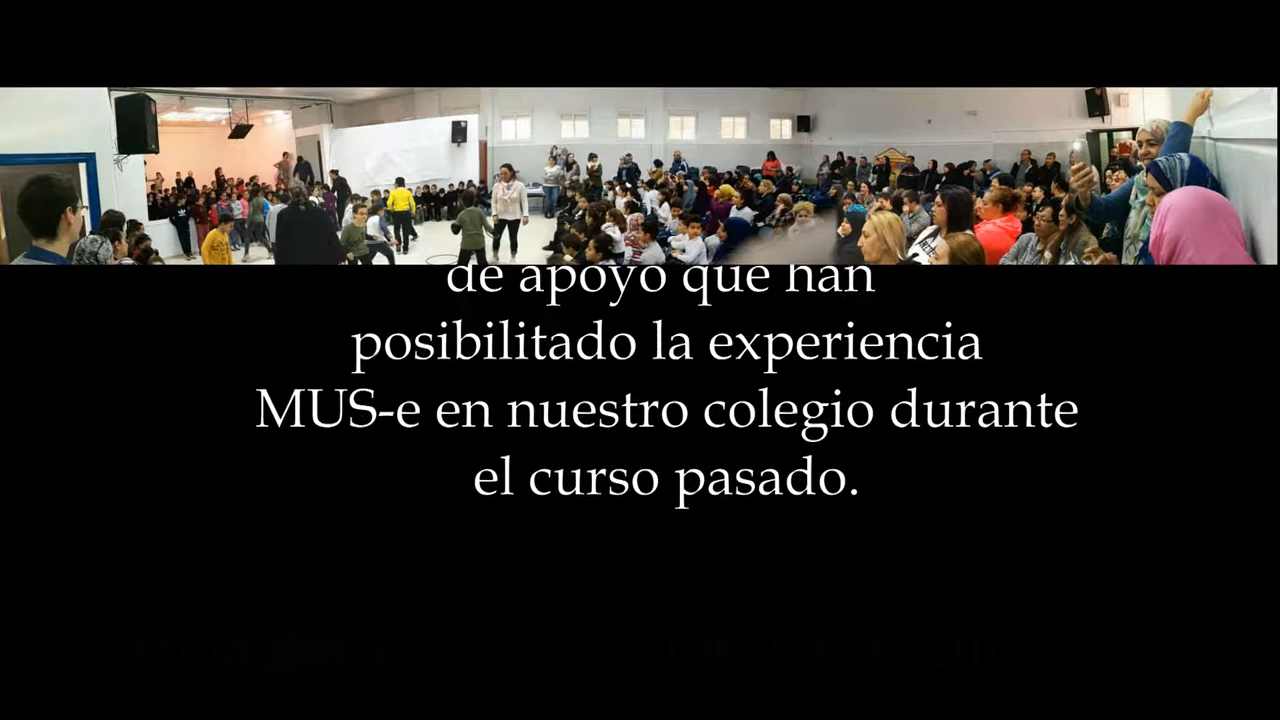 de apoyo que han
posibilitado la experiencia
MUS-e en nuestro colegio durante
el curso pasado.